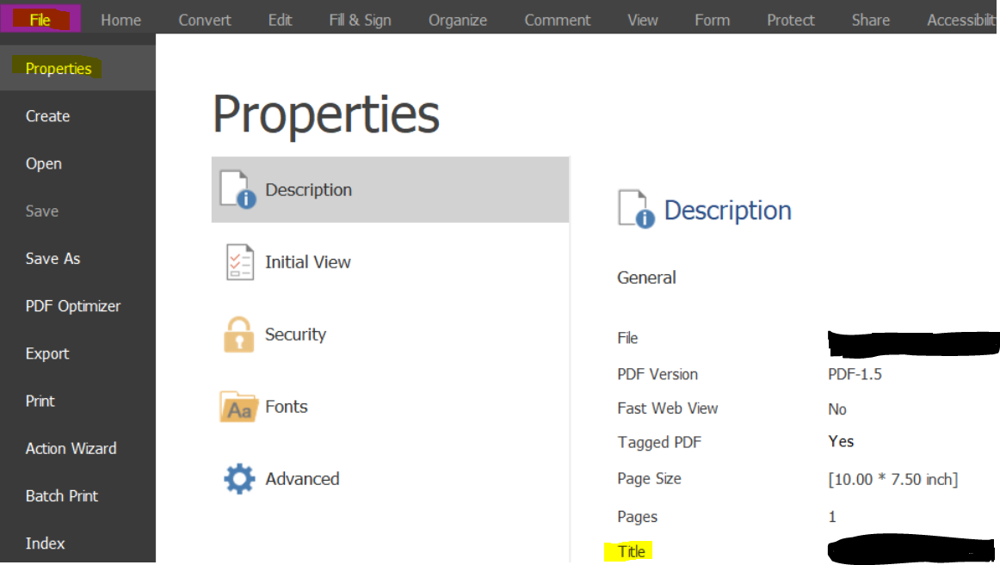 File Home Convert Edit Fill & Sign Organize Comment View Form Protect Share
Properties
Create
Open
Save
Save As
PDF Optimizer
Export
Print
Action Wizard
Batch Print
Index
Properties
Description
Initial View
Security
Aa Fonts
Advanced
Description
General
File
PDF Version PDF-1.5
Fast Web View No
Tagged PDF Yes
Page Size [10.00 * 7.50 inch]
Pages 1
Title